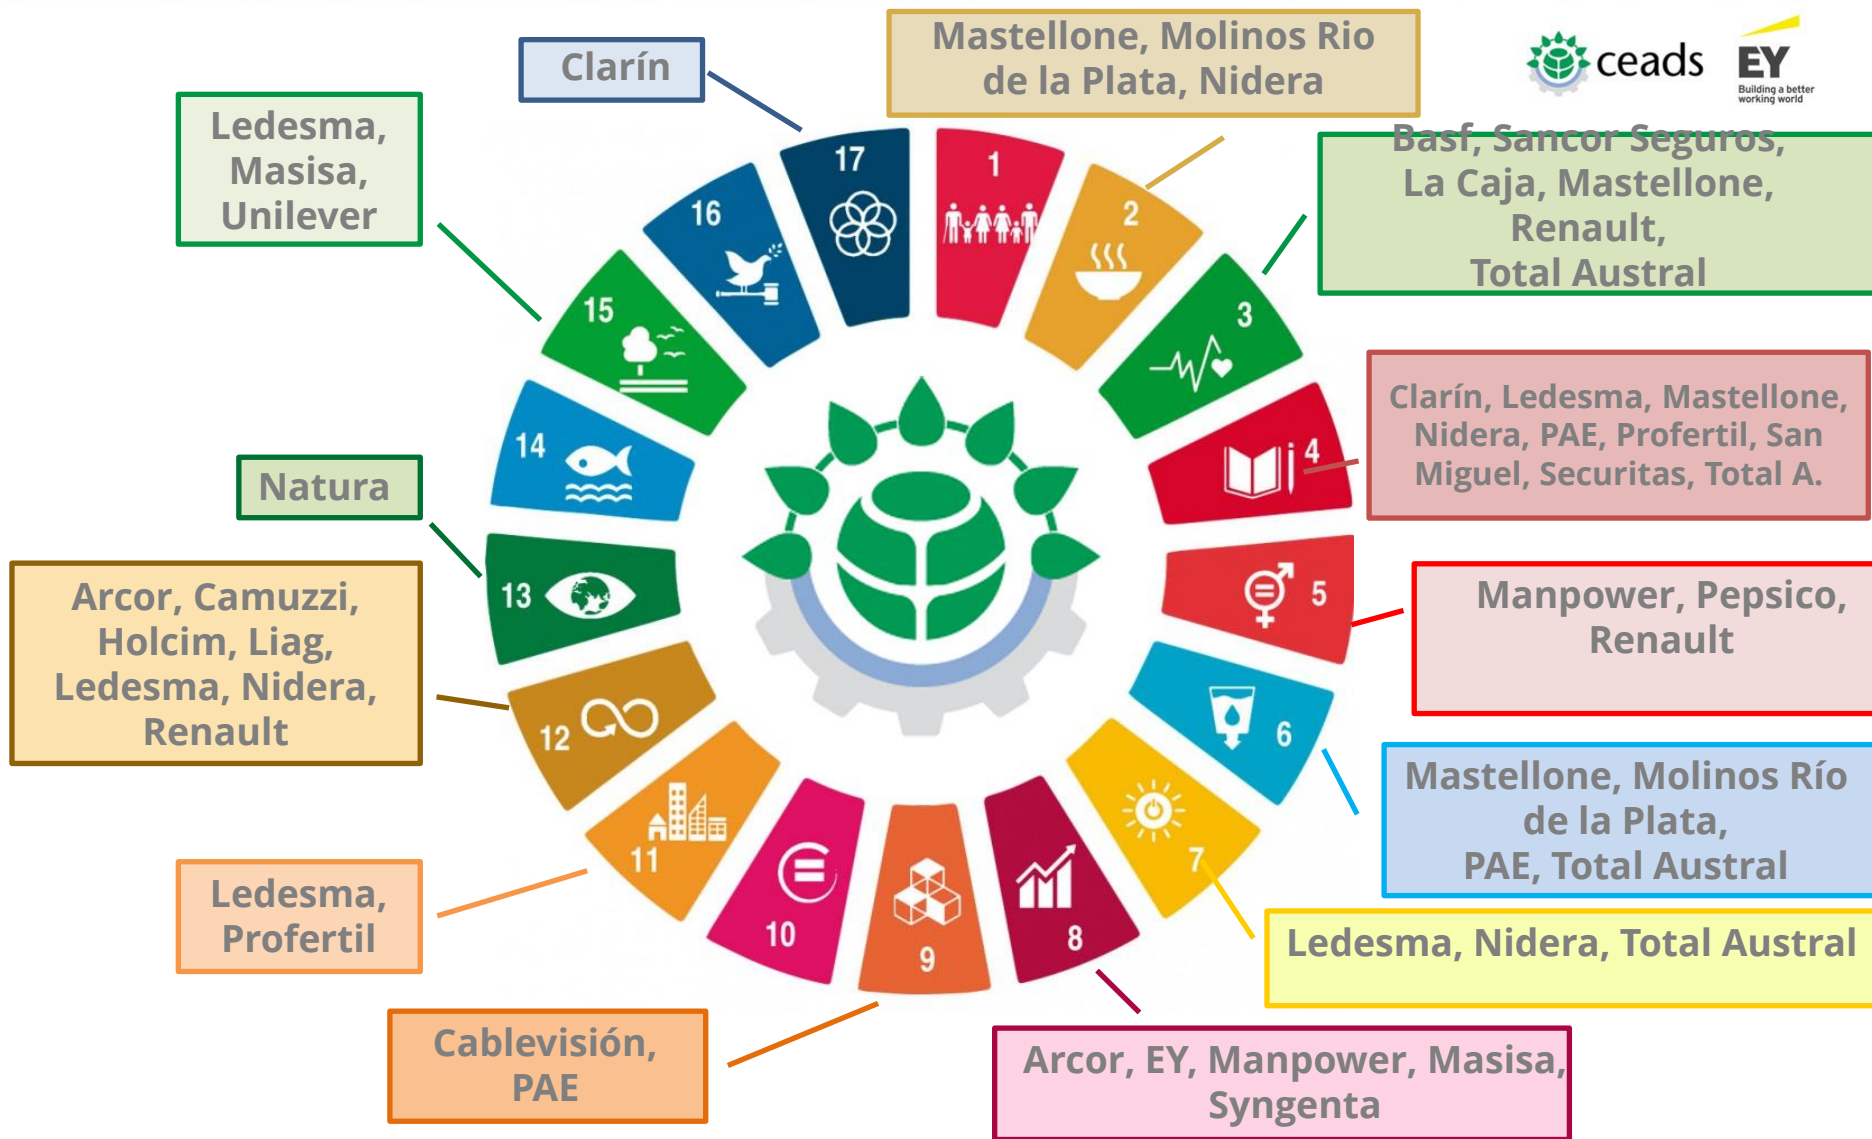 Clarín
Mastellone, Molinos Rio
de la Plata, Nidera
ceads
EY
Building a better
working world
Ledesma,
Masisa,
Unilever
Basf, Sancor Seguros,
La Caja, Mastellone,
Renault,
Total Austral
17
1
16
2
15
3
Clarín, Ledesma, Mastellone,
Nidera, PAE, Profertil, San
Miguel, Securitas, Total A.
14
4
Natura
13
5
Manpower, Pepsico,
Renault
Arcor, Camuzzi,
Holcim, Liag,
Ledesma, Nidera,
Renault
12
6
Mastellone, Molinos Río
de la Plata,
PAE, Total Austral
11
7
Ledesma,
Profertil
10
9
8
Ledesma, Nidera, Total Austral
Cablevisión,
PAE
Arcor, EY, Manpower, Masisa,
Syngenta